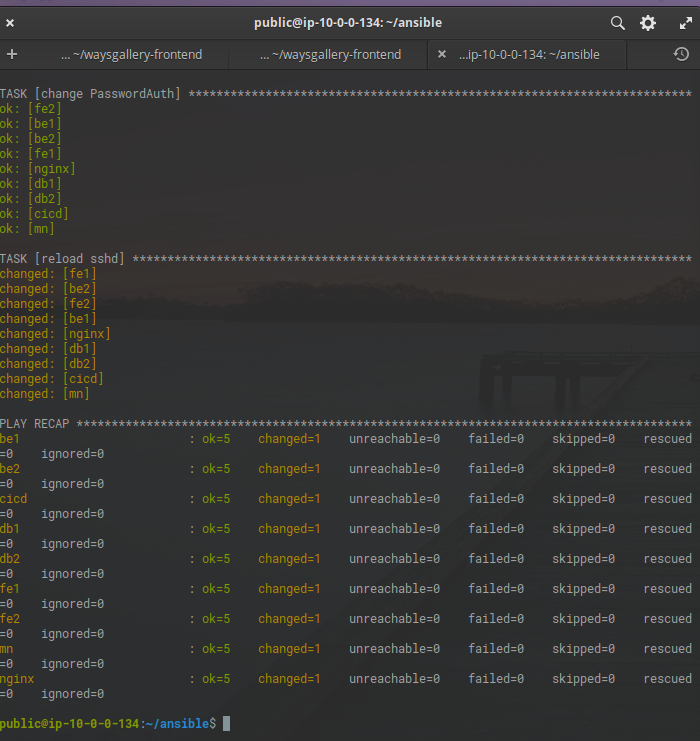 public@ip-10-0-0-134: ~/ansible
... ~/waysgallery-frontend ... ~/waysgallery-frontend ...ip-10-0-0-134: ~/ansible
TASK [change PasswordAuth] ************************************************************************
ok: [fe2]
ok: [be1]
ok: [be2]
ok: [fe1]
ok: [nginx]
ok: [db1]
ok: [db2]
ok: [cicd]
ok: [mn]
TASK [reload sshd] ********************************************************************************
changed: [fe1]
changed: [be2]
changed: [fe2]
changed: [be1]
changed: [nginx]
changed: [db1]
changed: [db2]
changed: [cicd]
changed: [mn]
PLAY RECAP ****************************************************************************************
be1 : ok=5 changed=1 unreachable=0 failed=0 skipped=0 rescued
=0 ignored=0
be2 : ok=5 changed=1 unreachable=0 failed=0 skipped=0 rescued
=0 ignored=0
cicd : ok=5 changed=1 unreachable=0 failed=0 skipped=0 rescued
=0 ignored=0
db1 : ok=5 changed=1 unreachable=0 failed=0 skipped=0 rescued
=0 ignored=0
db2 : ok=5 changed=1 unreachable=0 failed=0 skipped=0 rescued
=0 ignored=0
fe1 : ok=5 changed=1 unreachable=0 failed=0 skipped=0 rescued
=0 ignored=0
fe2 : ok=5 changed=1 unreachable=0 failed=0 skipped=0 rescued
=0 ignored=0
mn : ok=5 changed=1 unreachable=0 failed=0 skipped=0 rescued
=0 ignored=0
nginx : ok=5 changed=1 unreachable=0 failed=0 skipped=0 rescued
=0 ignored=0
public@ip-10-0-0-134:~/ansible$